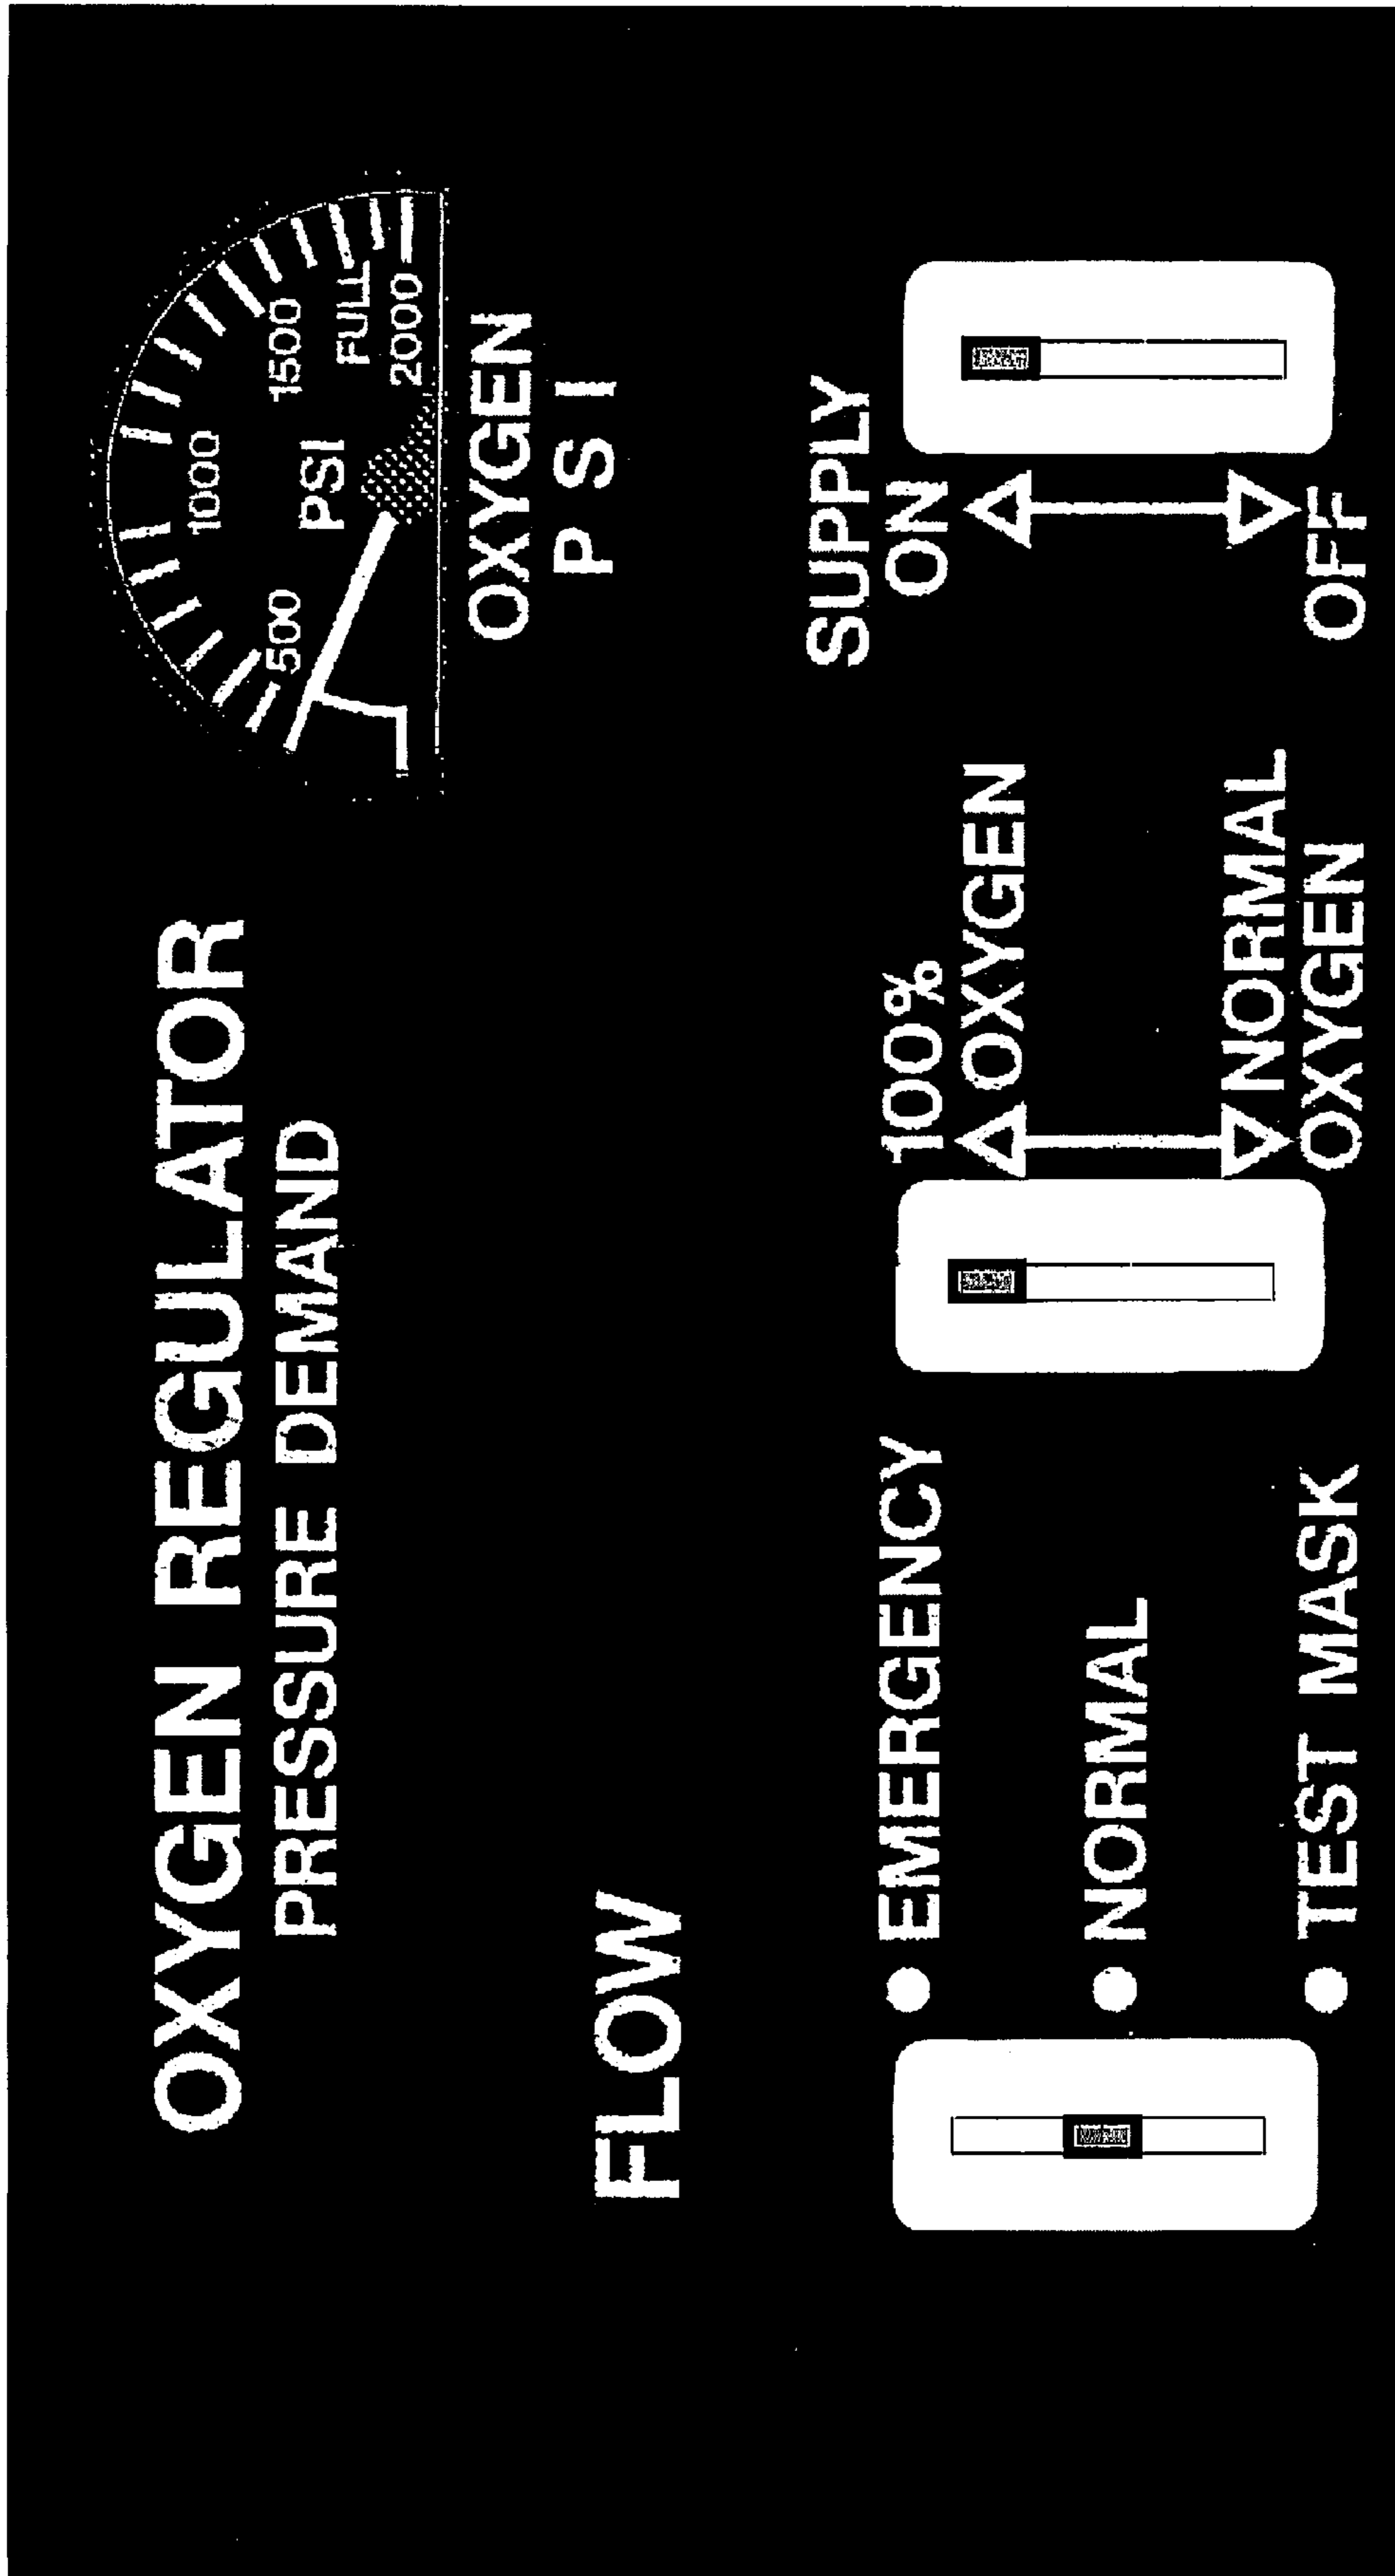 OXYGEN REGULATOR
PRESSURE DEMAND
500
1000
1500
PSI
FULL
2000
OXYGEN
P S I
FLOW
EMERGENCY
NORMAL
TEST MASK
100%
OXYGEN
NORMAL
OXYGEN
SUPPLY
ON
OFF